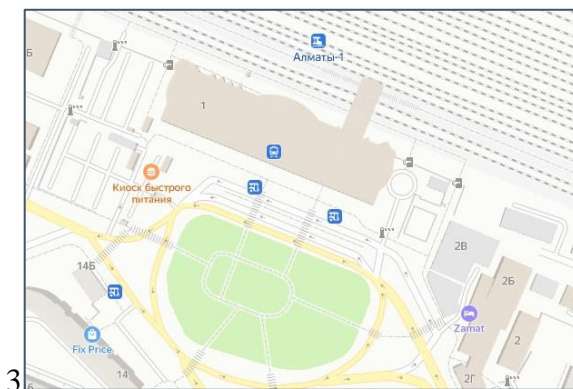 Алматы-1
1
Киоск быстрого
питания
14Б
Fix Price
14
2В
2Б
Zamat
2
2Г
3